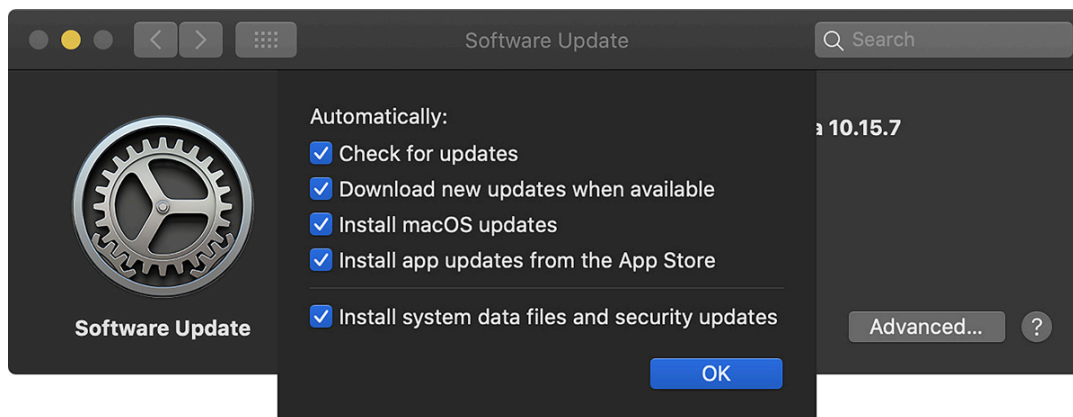 Software Update
Search
Automatically:
Check for updates
Download new updates when available
Install macOS updates
Install app updates from the App Store
Install system data files and security updates
OK
a 10.15.7
Software Update
Advanced...
?